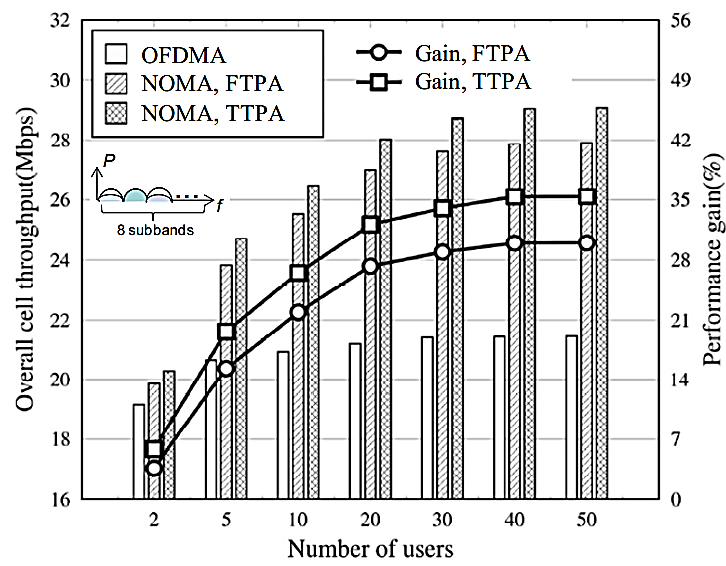 OFDMA
NOMA, FTPA
NOMA, TTPA
Gain, FTPA
Gain, TTPA
P
f
8 subbands
Overall cell throughput(Mbps)
32
30
28
26
24
22
20
18
16
Performance gain(%)
56
49
42
35
28
21
14
7
0
2 5 10 20 30 40 50
Number of users